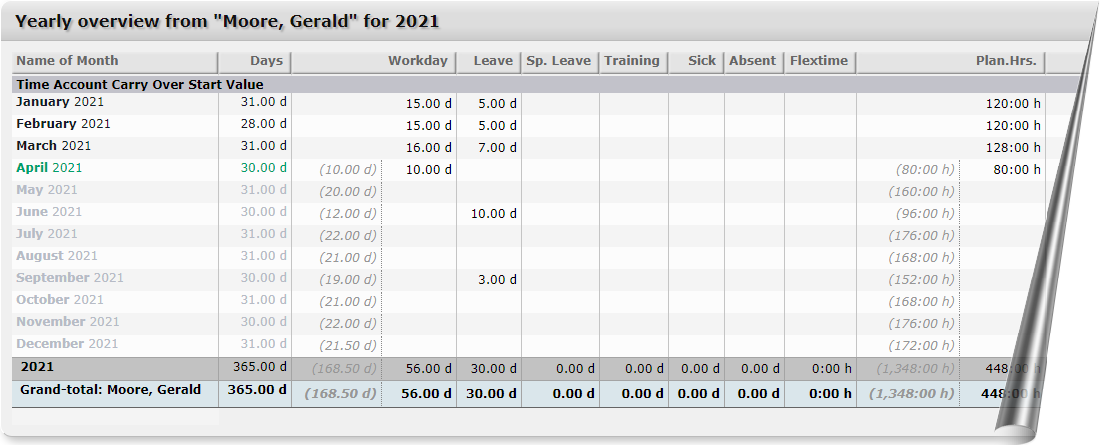 Yearly overview from "Moore, Gerald" for 2021
Name of Month Days Workday Leave Sp. Leave Training Sick Absent Flextime Plan.Hrs.
Time Account Carry Over Start Value
January 2021 31.00 d 15.00 d 5.00 d 120:00 h
February 2021 28.00 d 15.00 d 5.00 d 120:00 h
March 2021 31.00 d 16.00 d 7.00 d 128:00 h
April 2021 30.00 d (10.00 d) 10.00 d (80:00 h) 80:00 h
May 2021 31.00 d (20.00 d) (160:00 h)
June 2021 30.00 d (12.00 d) 10.00 d (96:00 h)
July 2021 31.00 d (22.00 d) (176:00 h)
August 2021 31.00 d (21.00 d) (168:00 h)
September 2021 30.00 d (19.00 d) 3.00 d (152:00 h)
October 2021 31.00 d (21.00 d) (168:00 h)
November 2021 30.00 d (22.00 d) (176:00 h)
December 2021 31.00 d (21.50 d) (172:00 h)
2021 365.00 d (168.50 d) 56.00 d 30.00 d 0.00 d 0.00 d 0.00 d 0.00 d 0:00 h (1,348:00 h) 448:00 h
Grand-total: Moore, Gerald 365.00 d (168.50 d) 56.00 d 30.00 d 0.00 d 0.00 d 0.00 d 0.00 d 0:00 h (1,348:00 h) 448:00 h